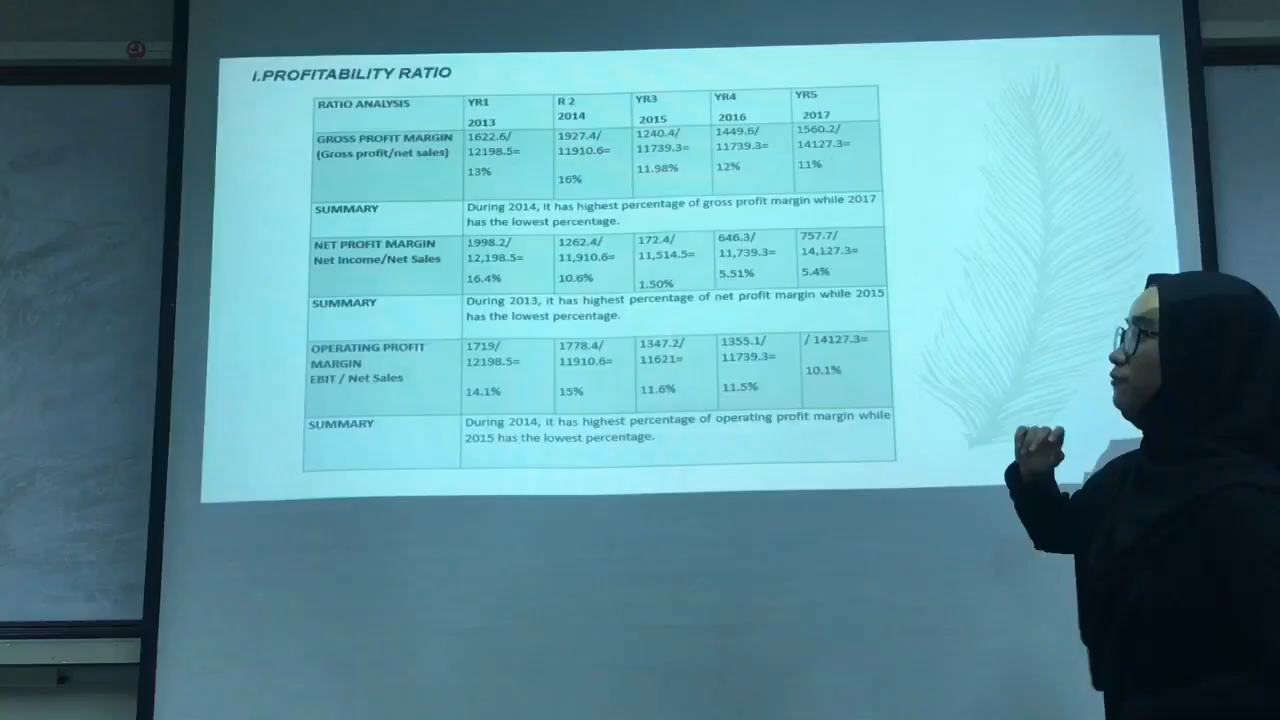 I.PROFITABILITY RATIO
RATIO ANALYSIS
YR1
2013
R 2
2014
YR3
2015
YR4
2016
YR5
2017
GROSS PROFIT MARGIN
(Gross profit/net sales)
1622.6/
12198.5=
13%
1927.4/
11910.6=
16%
1240.4/
11739.3=
11.98%
1449.6/
11739.3=
12%
1560.2/
14127.3=
11%
SUMMARY
During 2014, it has highest percentage of gross profit margin while 2017
has the lowest percentage.
NET PROFIT MARGIN
Net Income/Net Sales
1998.2/
12,198.5=
16.4%
1262.4/
11,910.6=
10.6%
172.4/
11,514.5=
1.50%
646.3/
11,739.3=
5.51%
757.7/
14,127.3=
5.4%
SUMMARY
During 2013, it has highest percentage of net profit margin while 2015
has the lowest percentage.
OPERATING PROFIT
MARGIN
EBIT / Net Sales
1719/
12198.5=
14.1%
1778.4/
11910.6=
15%
1347.2/
11621=
11.6%
1355.1/
11739.3=
11.5%
/ 14127.3=
10.1%
SUMMARY
During 2014, it has highest percentage of operating profit margin while
2015 has the lowest percentage.